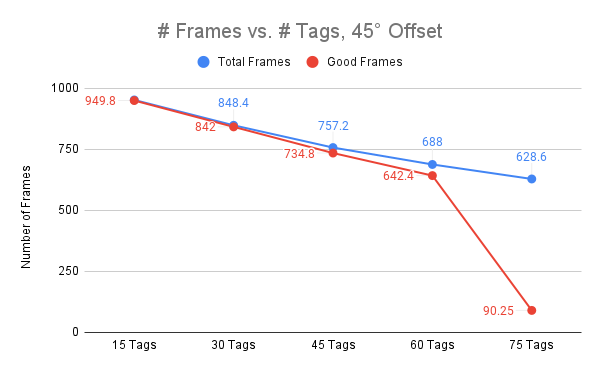 # Frames vs. # Tags, 45° Offset
Total Frames
Good Frames
Number of Frames
1000
750
500
250
0
949.8
848.4
842
757.2
734.8
688
642.4
628.6
90.25
15 Tags
30 Tags
45 Tags
60 Tags
75 Tags